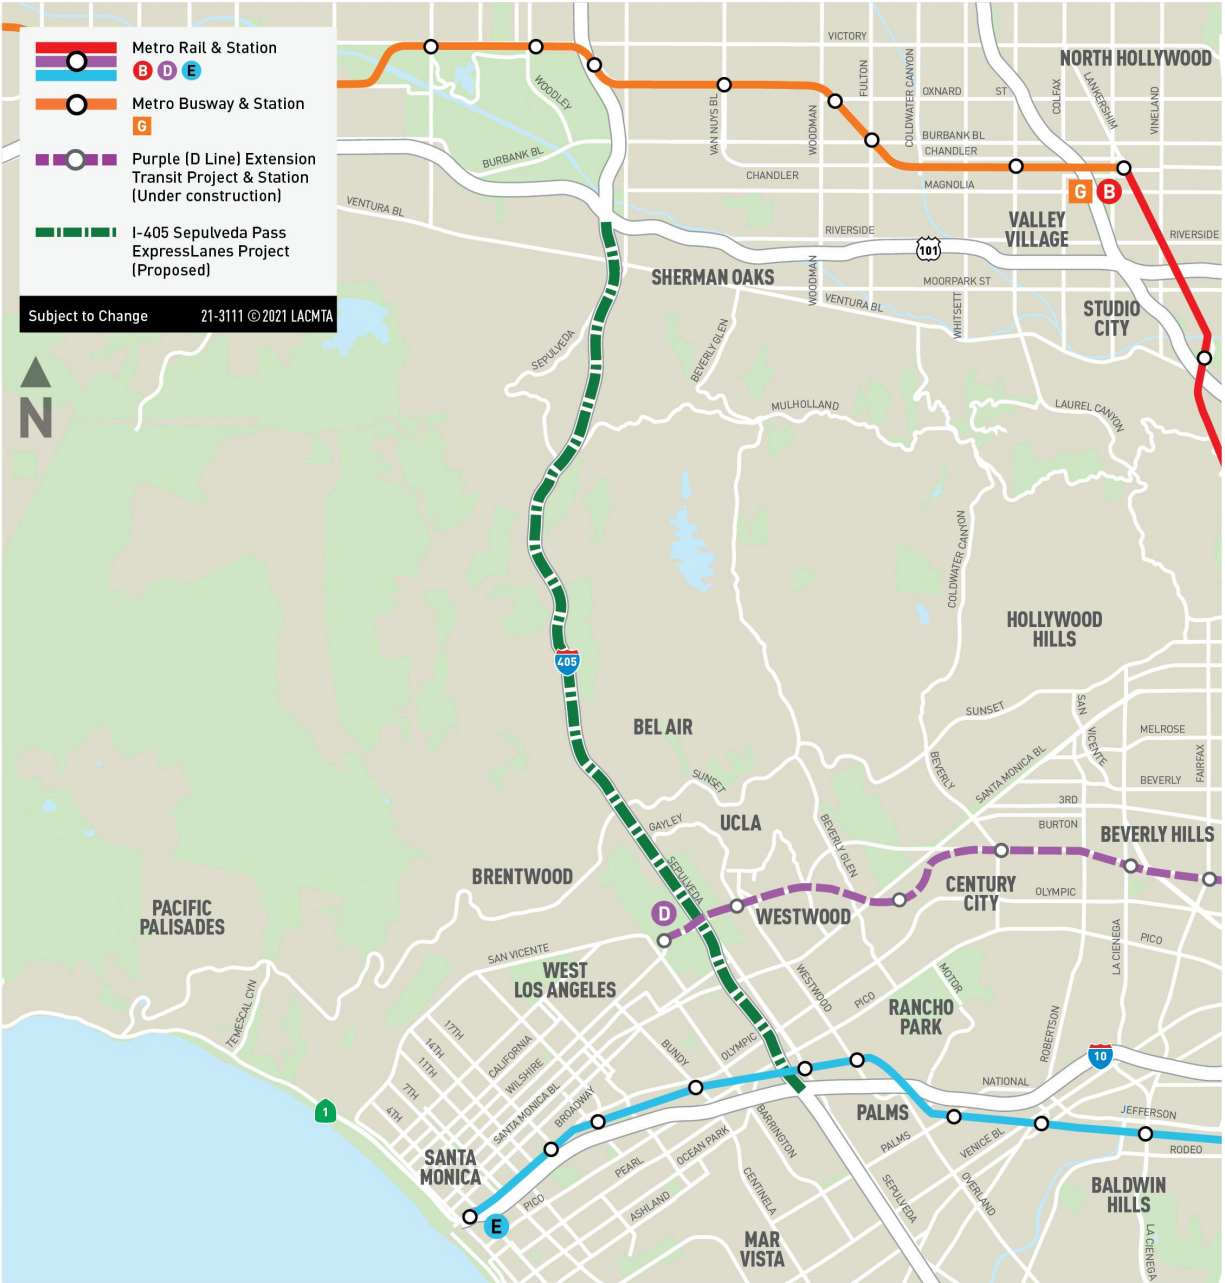 Metro Rail & Station
B D E
Metro Busway & Station
G
Purple (D Line) Extension
Transit Project & Station
(Under construction)
I-405 Sepulveda Pass
ExpressLanes Project
(Proposed)
Subject to Change 21-3111 © 2021 LACMTA
N
VICTORY
NORTH HOLLYWOOD
WOODLEY
FULTON
COLDWATER CANYON
OXNARD ST
COLFAX
LANKERSHIM
VINELAND
VAN NUYS BL
WOODMAN
BURBANK BL
BURBANK BL
CHANDLER
CHANDLER
MAGNOLIA
G B
VENTURA BL
VALLEY
VILLAGE
RIVERSIDE
RIVERSIDE
101
SHERMAN OAKS
WOODMAN
MOORPARK ST
VENTURA BL
WHITSETT
STUDIO
CITY
SEPULVEDA
BEVERLY GLEN
MULHOLLAND
LAUREL CANYON
COLDWATER CANYON
HOLLYWOOD
HILLS
405
BEL AIR
SUNSET
SAN VICENTE
MELROSE
FAIRFAX
BEVERLY
SANTA MONICA BL
BEVERLY
SUNSET
3RD
GAYLEY
UCLA
BEVERLY GLEN
BURTON
BEVERLY HILLS
BRENTWOOD
SEPULVEDA
CENTURY
CITY
OLYMPIC
PACIFIC
PALISADES
D
WESTWOOD
LA CIENEGA
PICO
SAN VICENTE
WEST
LOS ANGELES
WESTWOOD
PICO
MOTOR
RANCHO
PARK
TEMESCAL CYN
17TH
14TH
11TH
7TH
4TH
CALIFORNIA
WILSHIRE
SANTA MONICA BL
BROADWAY
BUNDY
OLYMPIC
ROBERTSON
10
NATIONAL
1
BARRINGTON
PALMS
JEFFERSON
PALMS
VENICE BL
RODEO
SANTA
MONICA
PEARL
OCEAN PARK
PICO
ASHLAND
CENTINELA
SEPULVEDA
OVERLAND
BALDWIN
HILLS
E
MAR
VISTA
LA CIENEGA